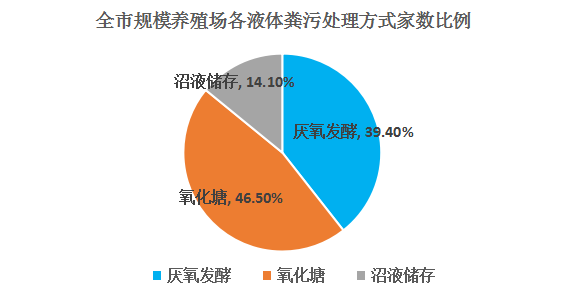 全市规模养殖场各液体粪污处理方式家数比例
沼液储存, 14.10%
厌氧发酵, 39.40%
氧化塘, 46.50%
厌氧发酵 氧化塘 沼液储存